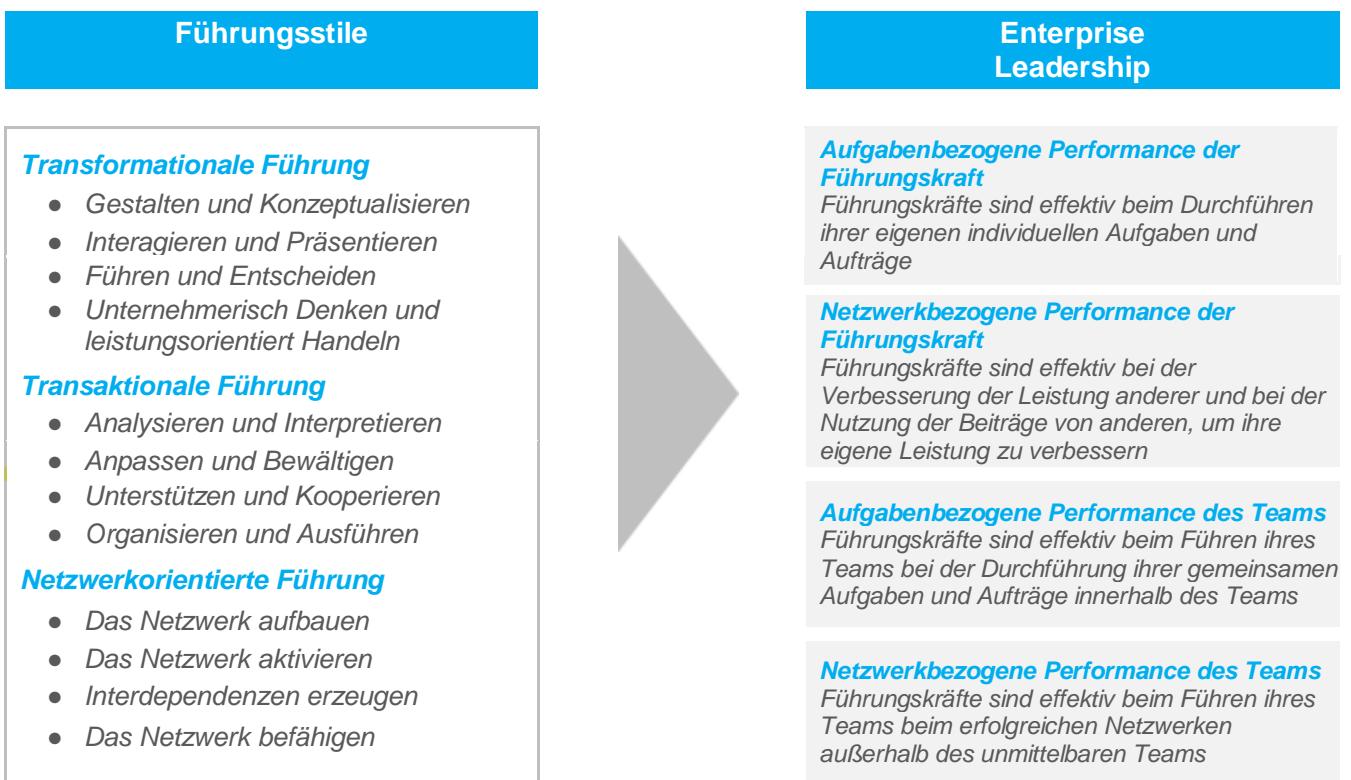 Führungsstile
Transformationale Führung
● Gestalten und Konzeptualisieren
● Interagieren und Präsentieren
● Führen und Entscheiden
● Unternehmerisch Denken und
leistungsorientiert Handeln
Transaktionale Führung
● Analysieren und Interpretieren
● Anpassen und Bewältigen
● Unterstützen und Kooperieren
● Organisieren und Ausführen
Netzwerkorientierte Führung
● Das Netzwerk aufbauen
● Das Netzwerk aktivieren
● Interdependenzen erzeugen
● Das Netzwerk befähigen
Enterprise
Leadership
Aufgabenbezogene Performance der
Führungskraft
Führungskräfte sind effektiv beim Durchführen
ihrer eigenen individuellen Aufgaben und
Aufträge
Netzwerkbezogene Performance der
Führungskraft
Führungskräfte sind effektiv bei der
Verbesserung der Leistung anderer und bei der
Nutzung der Beiträge von anderen, um ihre
eigene Leistung zu verbessern
Aufgabenbezogene Performance des Teams
Führungskräfte sind effektiv beim Führen ihres
Teams bei der Durchführung ihrer gemeinsamen
Aufgaben und Aufträge innerhalb des Teams
Netzwerkbezogene Performance des Teams
Führungskräfte sind effektiv beim Führen ihres
Teams beim erfolgreichen Netzwerken
außerhalb des unmittelbaren Teams